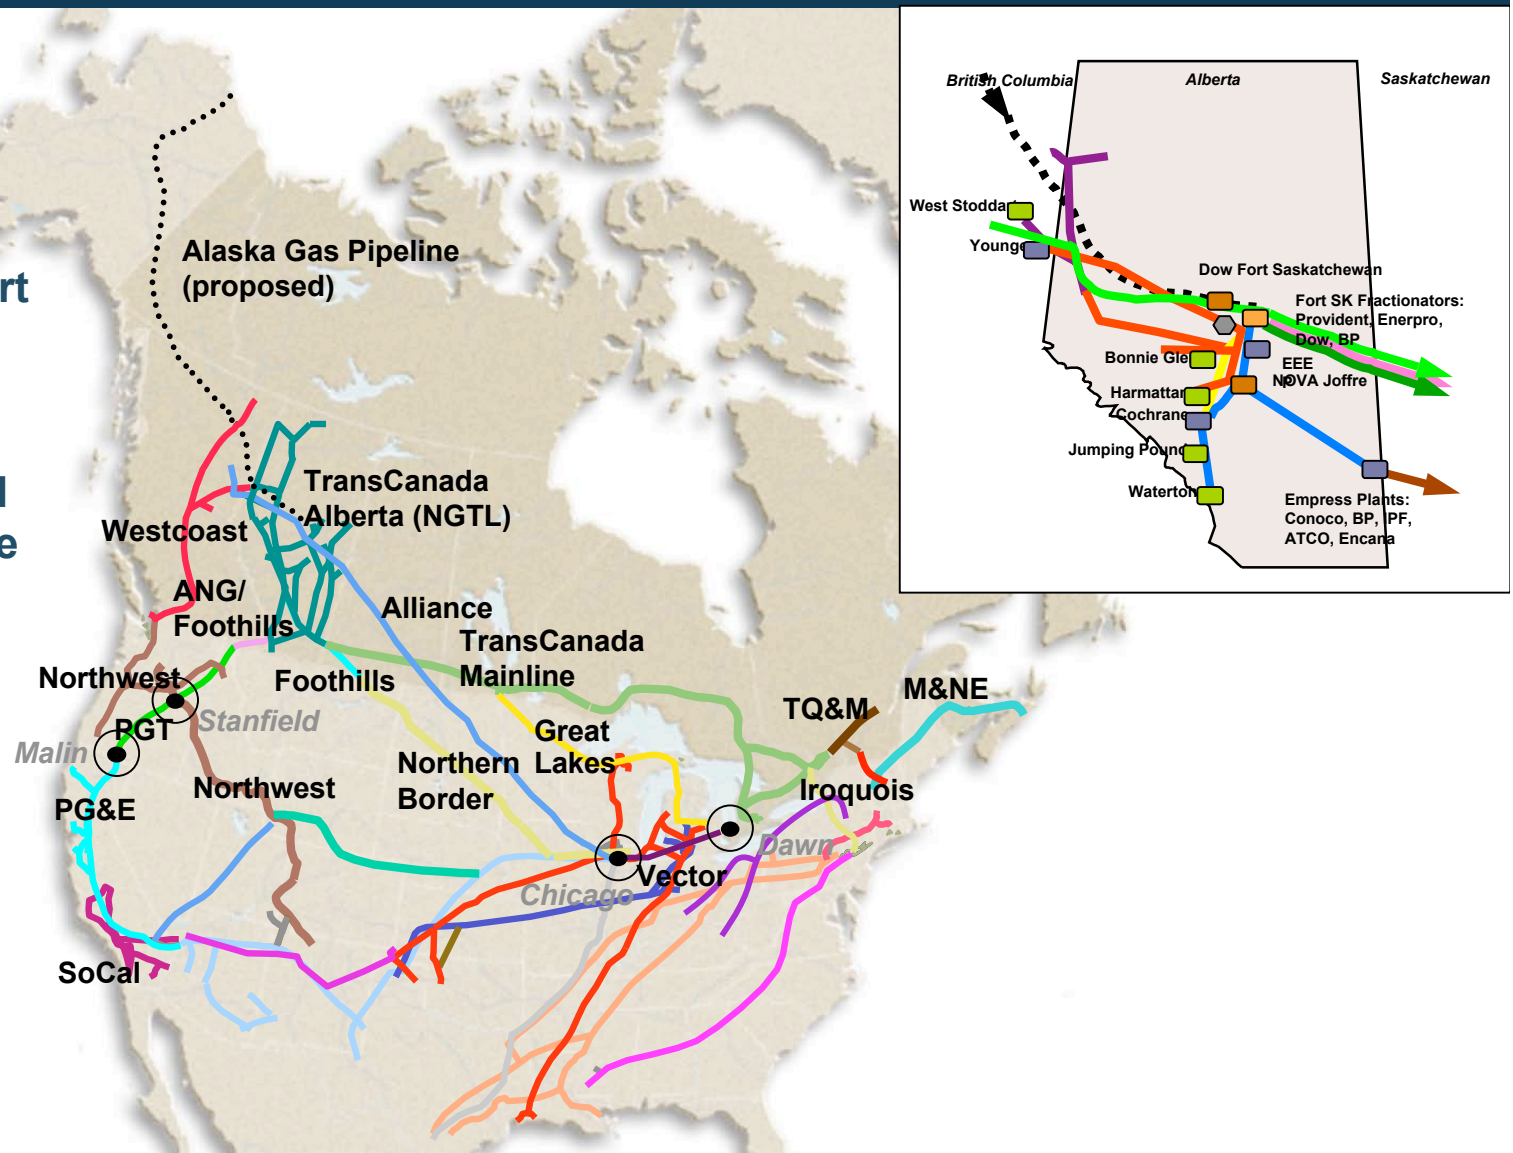 British Columbia
Alberta
Saskatchewan
West Stoddart
Younger
Dow Fort Saskatchewan
Fort SK Fractionators:
Provident, Enerpro,
Dow, BP
Bonnie Gle
EEE
NOVA Joffre
Harmattan
Cochrane
Jumping Pound
Waterton
Empress Plants:
Conoco, BP, IPF,
ATCO, Encana
Alaska Gas Pipeline
(proposed)
rt
d
e
TransCanada
Alberta (NGTL)
Westcoast
ANG/
Foothills
Alliance
TransCanada
Mainline
Northwest
Foothills
Stanfield
PGT
Malin
TQ&M
M&NE
Great
Lakes
Northern
Border
Northwest
PG&E
Iroquois
Dawn
Vector
Chicago
SoCal